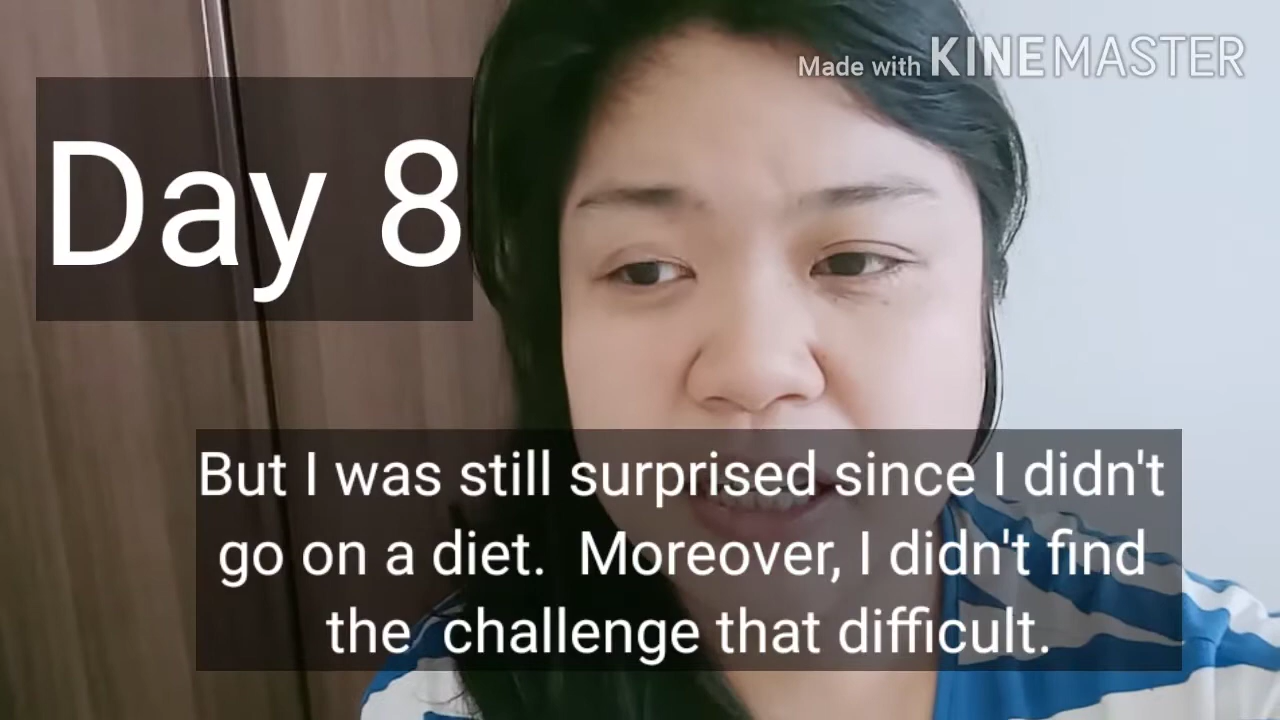 Made with KINEMASTER
Day 8
But I was still surprised since I didn't
go on a diet.  Moreover, I didn't find
the  challenge that difficult.